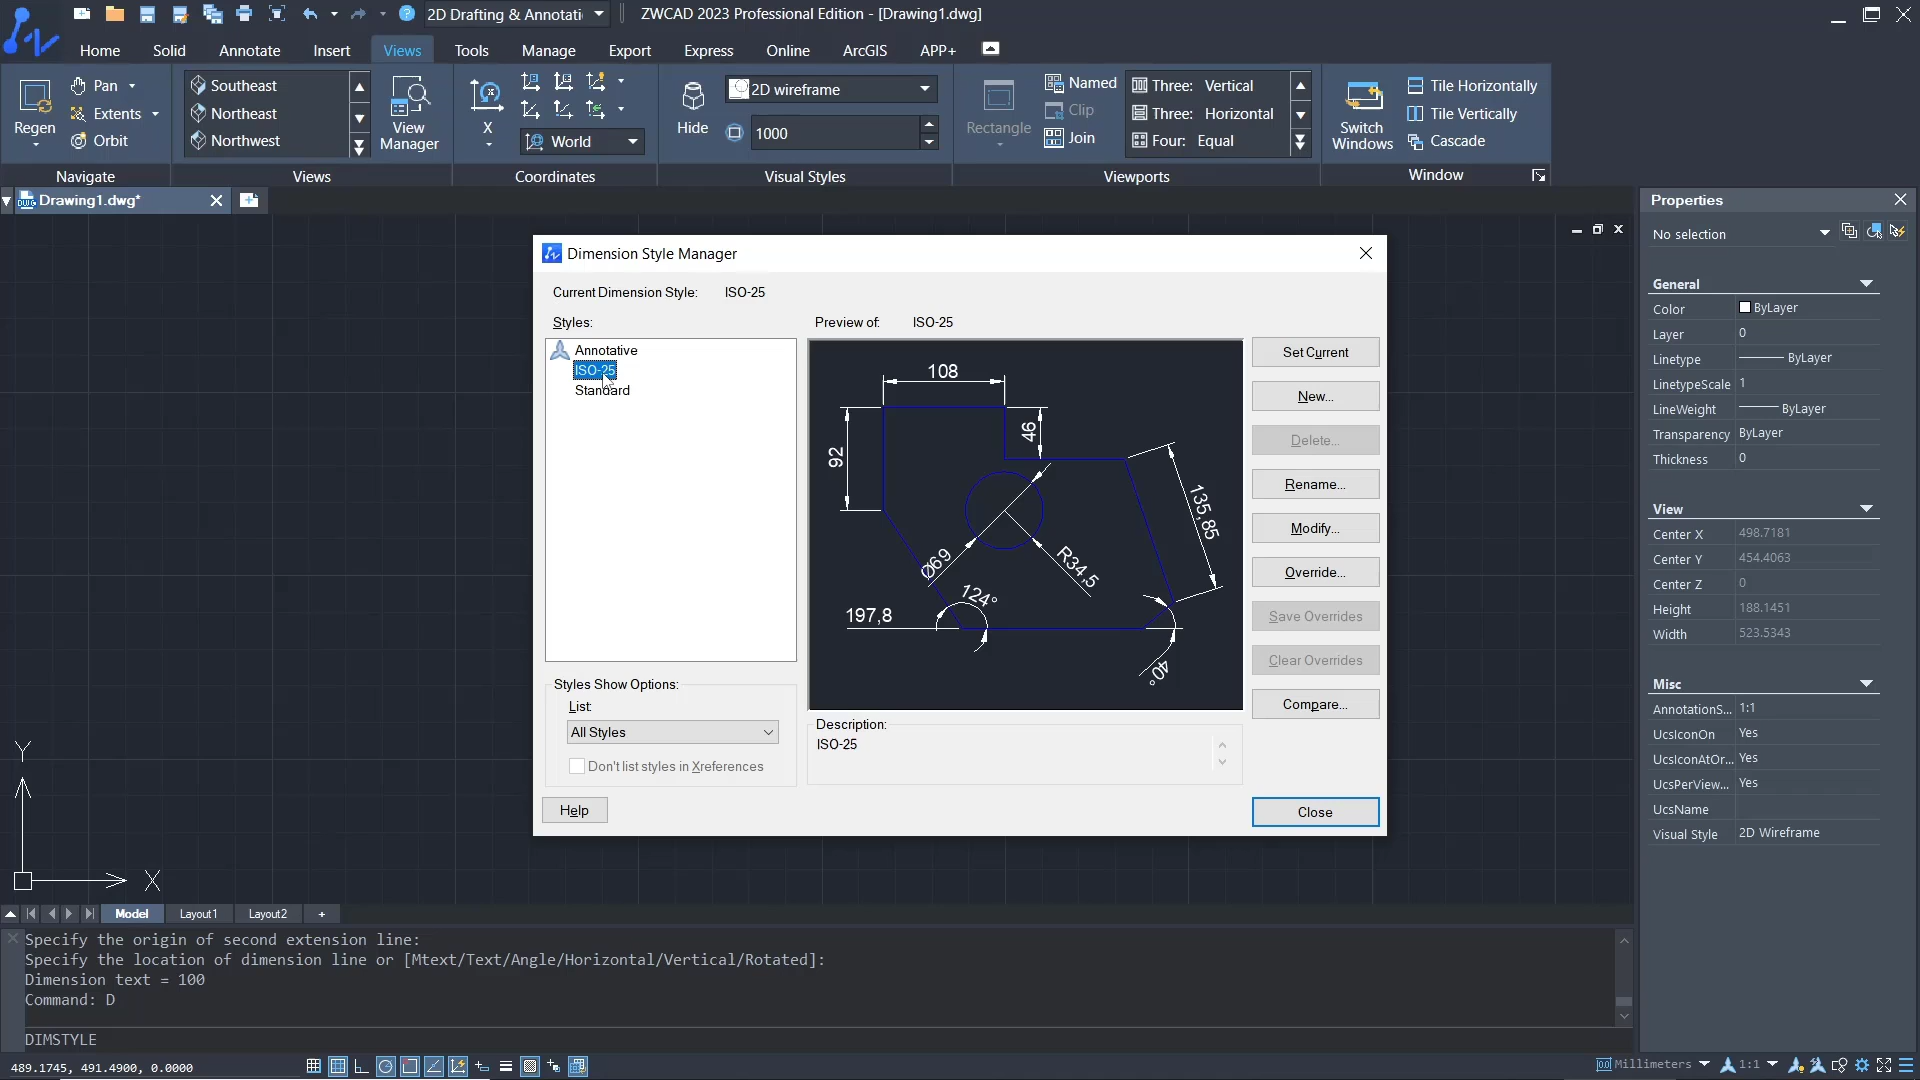 2D Drafting & Annotati
ZWCAD 2023 Professional Edition - [Drawing1.dwg]
Home Solid Annotate Insert Views Tools Manage Export Express Online ArcGIS APP+
Regen
Pan
Extents
Orbit
Navigate
Southeast
Northeast
Northwest
View
Manager
Views
X
World
Coordinates
Hide
2D wireframe
1000
Visual Styles
Rectangle
Named
Clip
Join
Three: Vertical
Three: Horizontal
Four: Equal
Viewports
Switch
Windows
Tile Horizontally
Tile Vertically
Cascade
Window
DWG Drawing1.dwg*
Dimension Style Manager
Current Dimension Style: ISO-25
Styles:
Annotative
ISO-25
Standard
Preview of: ISO-25
108
46
92
135,85
Ø69
R34,5
124°
197,8
40°
Set Current
New...
Delete...
Rename...
Modify...
Override...
Save Overrides
Clear Overrides
Compare...
Styles Show Options:
List:
All Styles
Don't list styles in Xreferences
Description:
ISO-25
Help
Close
Properties
No selection
General
Color ByLayer
Layer 0
Linetype ByLayer
LinetypeScale 1
LineWeight ByLayer
Transparency ByLayer
Thickness 0
View
Center X 498.7181
Center Y 454.4063
Center Z 0
Height 188.1451
Width 523.5343
Misc
AnnotationS... 1:1
UcsIconOn Yes
UcsIconAtOr... Yes
UcsPerView... Yes
UcsName
Visual Style 2D Wireframe
Y
X
Model Layout1 Layout2 +
Specify the origin of second extension line:
Specify the location of dimension line or [Mtext/Text/Angle/Horizontal/Vertical/Rotated]:
Dimension text = 100
Command: D
DIMSTYLE
489.1745, 491.4900, 0.0000
Millimeters 1:1